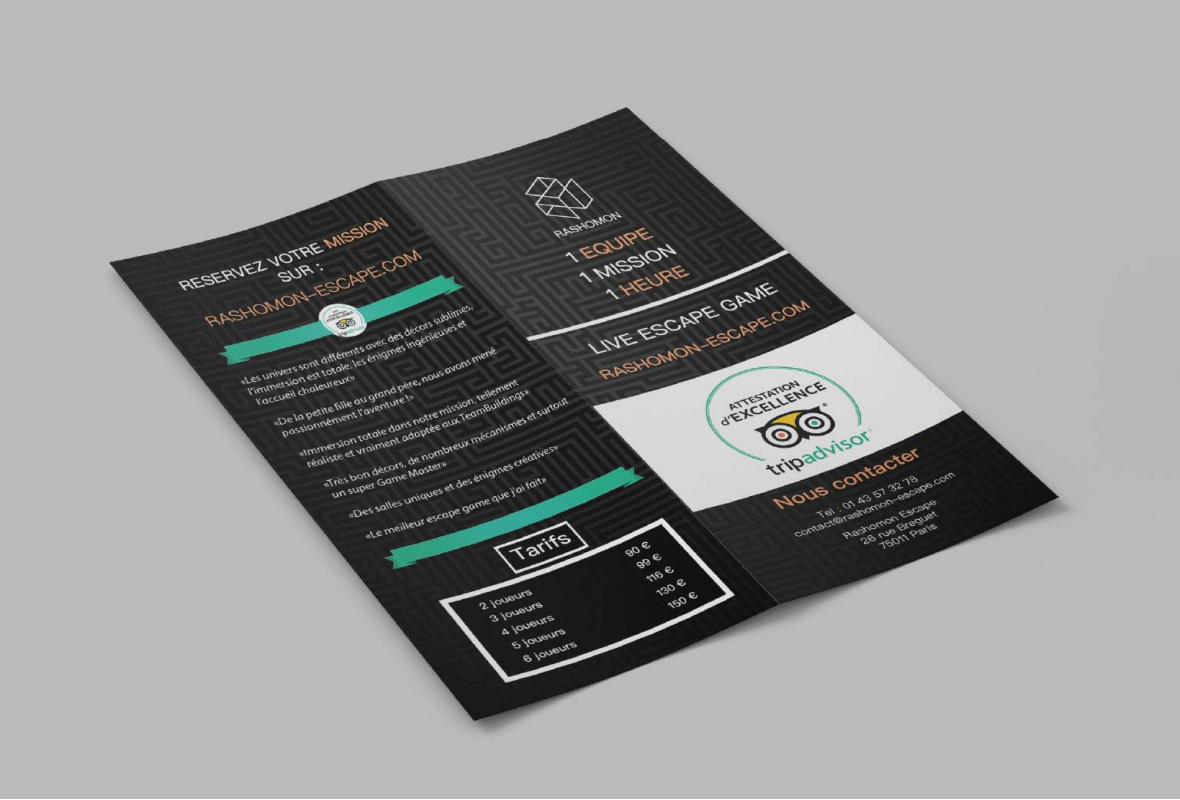 RESERVEZ VOTRE MISSION
SUR :
RASHOMON-ESCAPE.COM
ATTESTATION
d'EXCELLENCE
tripadvisor
«Les univers sont différents avec des décors sublimes,
l'immersion est totale, les énigmes ingénieuses et
l'accueil chaleureux»
«De la petite fille au grand père, nous avons mené
passionnément l'aventure !»
«Immersion totale dans notre mission, tellement
réaliste et vraiment adaptée aux TeamBuildings»
«Très bon décors, de nombreux mécanismes et surtout
un super Game Master»
«Des salles uniques et des énigmes créatives»
«Le meilleur escape game que j'ai fait»
Tarifs
2 joueurs 90 €
3 joueurs 99 €
4 joueurs 116 €
5 joueurs 130 €
6 joueurs 150 €
RASHOMON
1 EQUIPE
1 MISSION
1 HEURE
LIVE ESCAPE GAME
RASHOMON-ESCAPE.COM
ATTESTATION
d'EXCELLENCE
tripadvisor®
Nous contacter
Tel : 01 43 57 32 78
contact@rashomon-escape.com
Rashomon Escape
26 rue Breguet
75011 Paris